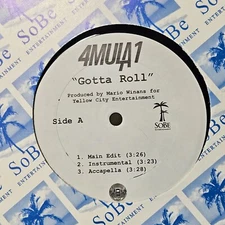 4MULA1
"Gotta Roll"
Produced by Mario Winans for
Yellow City Entertainment
Side A
SoBe
ENTERTAINMENT
1. Main Edit (3:26)
2. Instrumental (3:23)
3. Accapella (3:28)
SoBe
ENTERTAINMENT